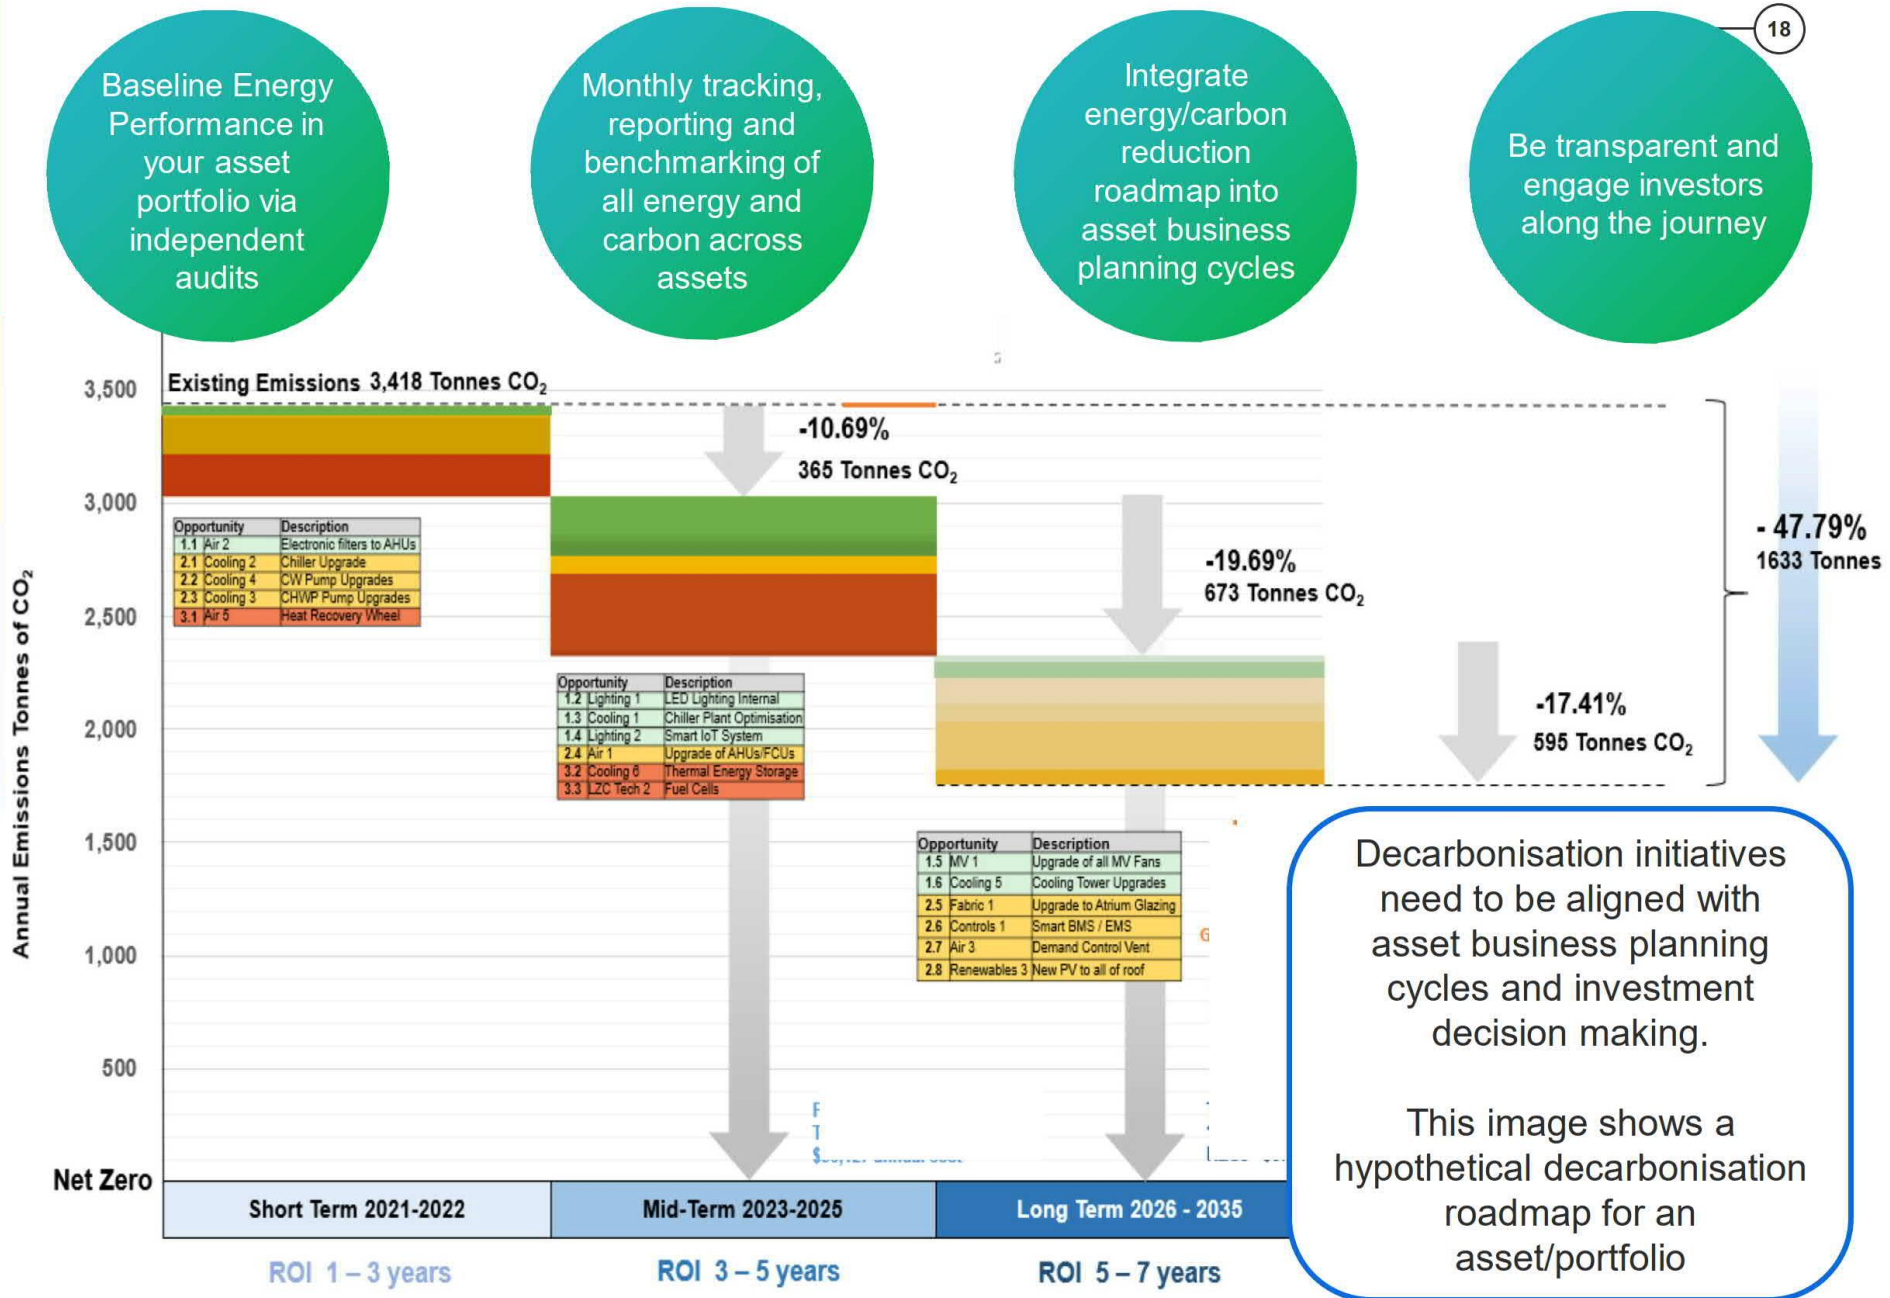 18
Baseline Energy
Performance in
your asset
portfolio via
independent
audits
Monthly tracking,
reporting and
benchmarking of
all energy and
carbon across
assets
Integrate
energy/carbon
reduction
roadmap into
asset business
planning cycles
Be transparent and
engage investors
along the journey
Annual Emissions Tonnes of CO₂
3,500
3,000
2,500
2,000
1,500
1,000
500
Net Zero
Existing Emissions 3,418 Tonnes CO₂
-10.69%
365 Tonnes CO₂
-19.69%
673 Tonnes CO₂
-17.41%
595 Tonnes CO₂
- 47.79%
1633 Tonnes
Opportunity Description
1.1 Air 2 Electronic filters to AHUs
2.1 Cooling 2 Chiller Upgrade
2.2 Cooling 4 CW Pump Upgrades
2.3 Cooling 3 CHWP Pump Upgrades
3.1 Air 5 Heat Recovery Wheel
Opportunity Description
1.2 Lighting 1 LED Lighting Internal
1.3 Cooling 1 Chiller Plant Optimisation
1.4 Lighting 2 Smart IoT System
2.4 Air 1 Upgrade of AHUs/FCUs
3.2 Cooling 6 Thermal Energy Storage
3.3 LZC Tech 2 Fuel Cells
Opportunity Description
1.5 MV 1 Upgrade of all MV Fans
1.6 Cooling 5 Cooling Tower Upgrades
2.5 Fabric 1 Upgrade to Atrium Glazing
2.6 Controls 1 Smart BMS / EMS
2.7 Air 3 Demand Control Vent
2.8 Renewables 3 New PV to all of roof
G
F
T
Short Term 2021-2022
Mid-Term 2023-2025
Long Term 2026 - 2035
ROI 1 – 3 years
ROI 3 – 5 years
ROI 5 – 7 years
Decarbonisation initiatives
need to be aligned with
asset business planning
cycles and investment
decision making.
This image shows a
hypothetical decarbonisation
roadmap for an
asset/portfolio